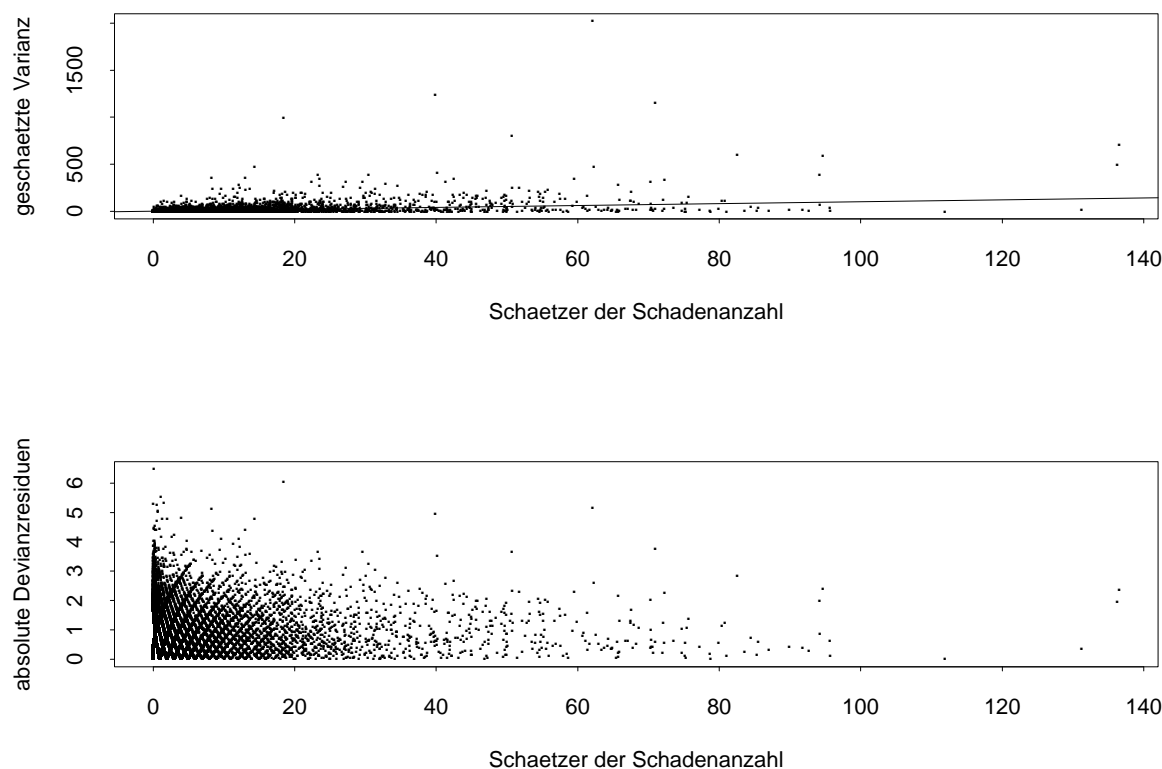 geschaetzte Varianz
1500
500
0
0 20 40 60 80 100 120 140
Schaetzer der Schadenanzahl
absolute Devianzresiduen
6
5
4
3
2
1
0
0 20 40 60 80 100 120 140
Schaetzer der Schadenanzahl